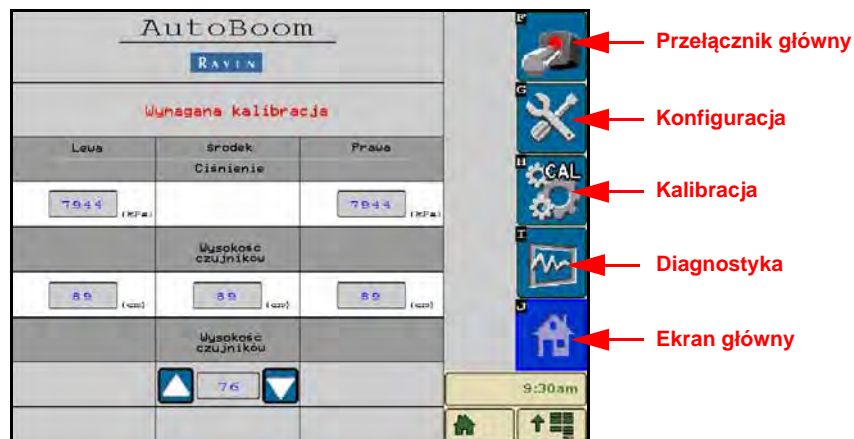 AutoBoom
RAVEN
Wymagana kalibracja
Lewa środek Prawa
Ciśnienie
7944 (kPa) 7944 (kPa)
Wysokość
czujników
89 (cm) 89 (cm) 89 (cm)
Wysokość
czujników
76
F
G
H
CAL
I
J
9:30am
Przełącznik główny
Konfiguracja
Kalibracja
Diagnostyka
Ekran główny